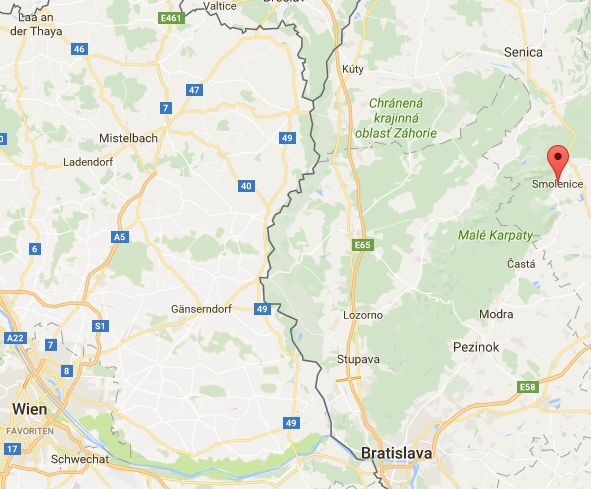 Valtice
Břeclav
E461
Laa an
der Thaya
46
Senica
Kúty
47
7
Chránená
krajinná
oblasť Záhorie
Mistelbach
49
Ladendorf
40
Smolenice
6
A5
E65
Malé Karpaty
Častá
Gänserndorf
49
Lozorno
Modra
S1
A22
7
Pezinok
Stupava
8
E58
Wien
49
FAVORITEN
17
Schwechat
Bratislava